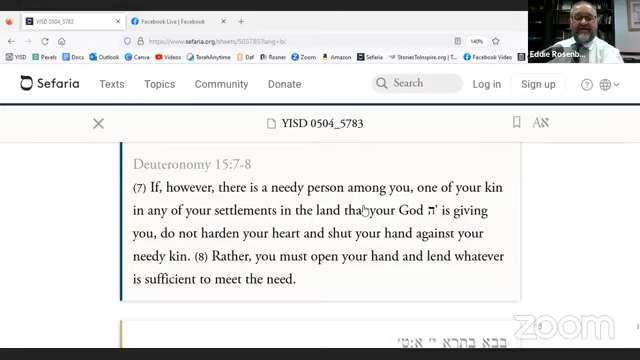 YISD_0504_5783
Facebook Live | Facebook
https://www.sefaria.org/sheets/503785?lang=bi
140%
YISD
Outlook
Zoom
Dropbox
Canva
Videos
TorahAnytime
Daf
Zoom
Amazon
Sefaria
StoriesToInspire.org | T...
Facebook Video
Eddie Rosenb...
Sefaria
Texts
Topics
Community
Donate
Search
Log in
Sign up
YISD 0504_5783
Deuteronomy 15:7-8
(7) If, however, there is a needy person among you, one of your kin
in any of your settlements in the land that your God ה' is giving
you, do not harden your heart and shut your hand against your
needy kin. (8) Rather, you must open your hand and lend whatever
is sufficient to meet the need.
בבא בתרא י׳ א:ט׳
zoom